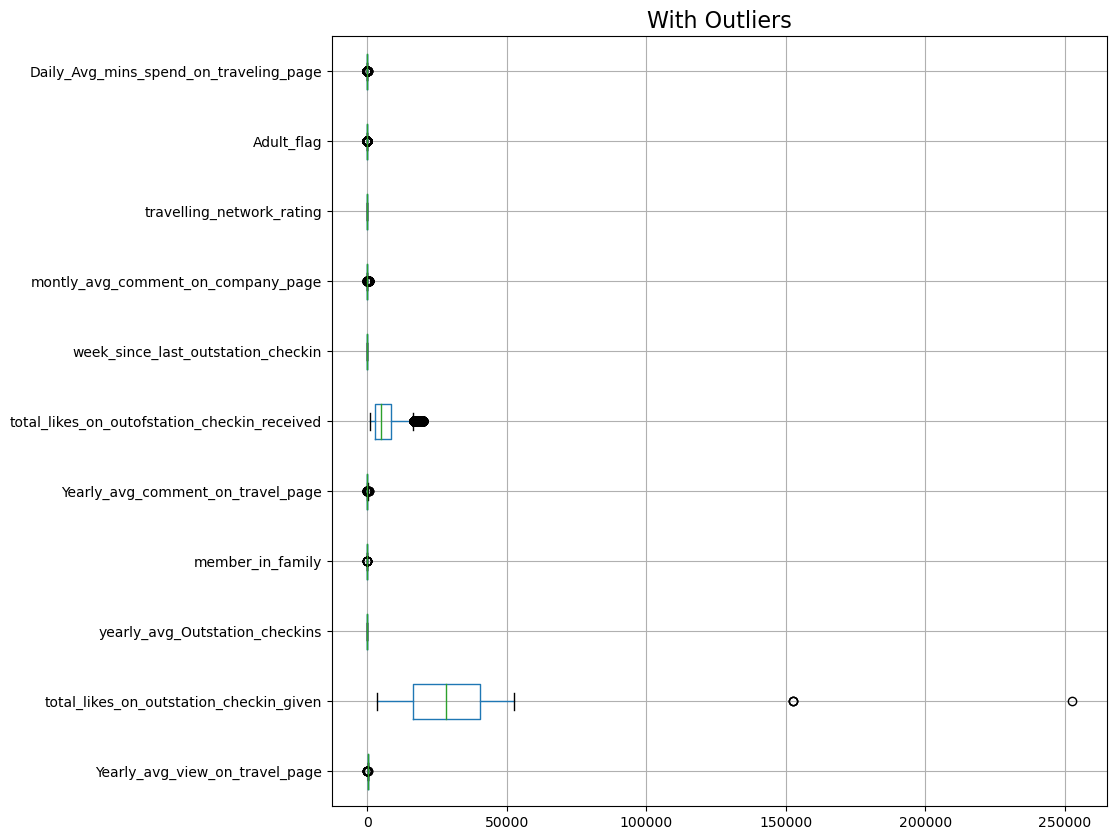 With Outliers
Daily_Avg_mins_spend_on_traveling_page
Adult_flag
travelling_network_rating
montly_avg_comment_on_company_page
week_since_last_outstation_checkin
total_likes_on_outofstation_checkin_received
Yearly_avg_comment_on_travel_page
member_in_family
yearly_avg_Outstation_checkins
total_likes_on_outstation_checkin_given
Yearly_avg_view_on_travel_page
0 50000 100000 150000 200000 250000